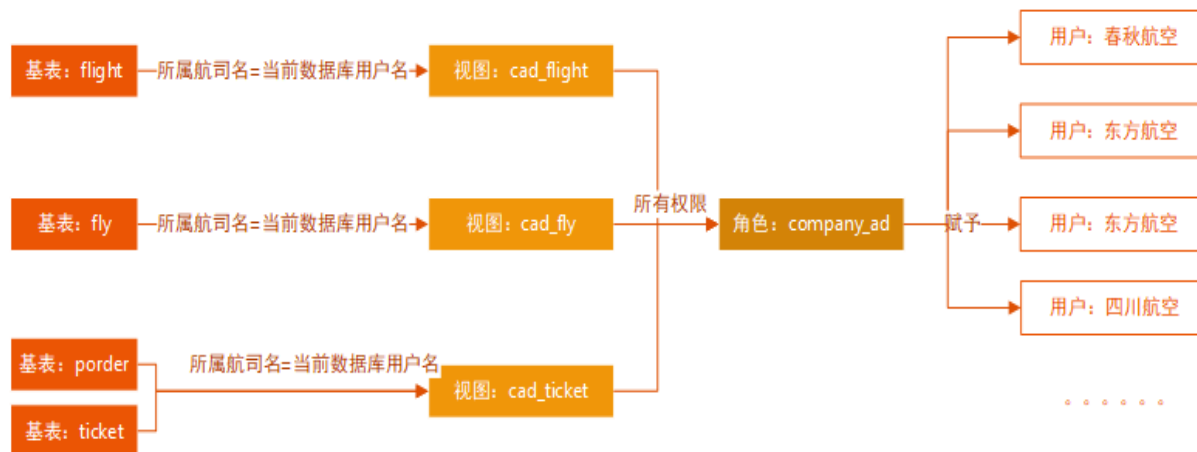 用户：春秋航空
基表：flight
所属航司名=当前数据库用户名
视图：cad_flight
用户：东方航空
所有权限
基表：fly
所属航司名=当前数据库用户名
视图：cad_fly
角色：company_ad
赋予
用户：东方航空
用户：四川航空
基表：porder
所属航司名=当前数据库用户名
视图：cad_ticket
基表：ticket
。。。。。。